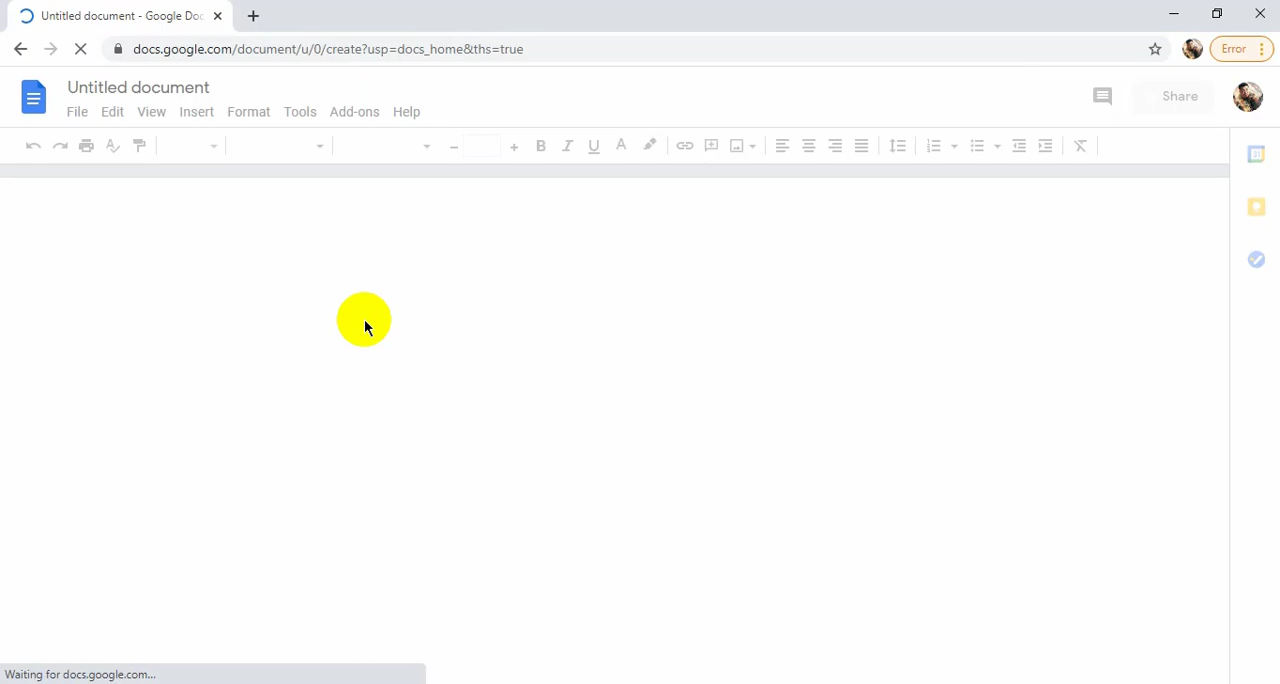 Untitled document - Google Doc
docs.google.com/document/u/0/create?usp=docs_home&ths=true
Error
Untitled document
File Edit View Insert Format Tools Add-ons Help
Share
31
Waiting for docs.google.com...